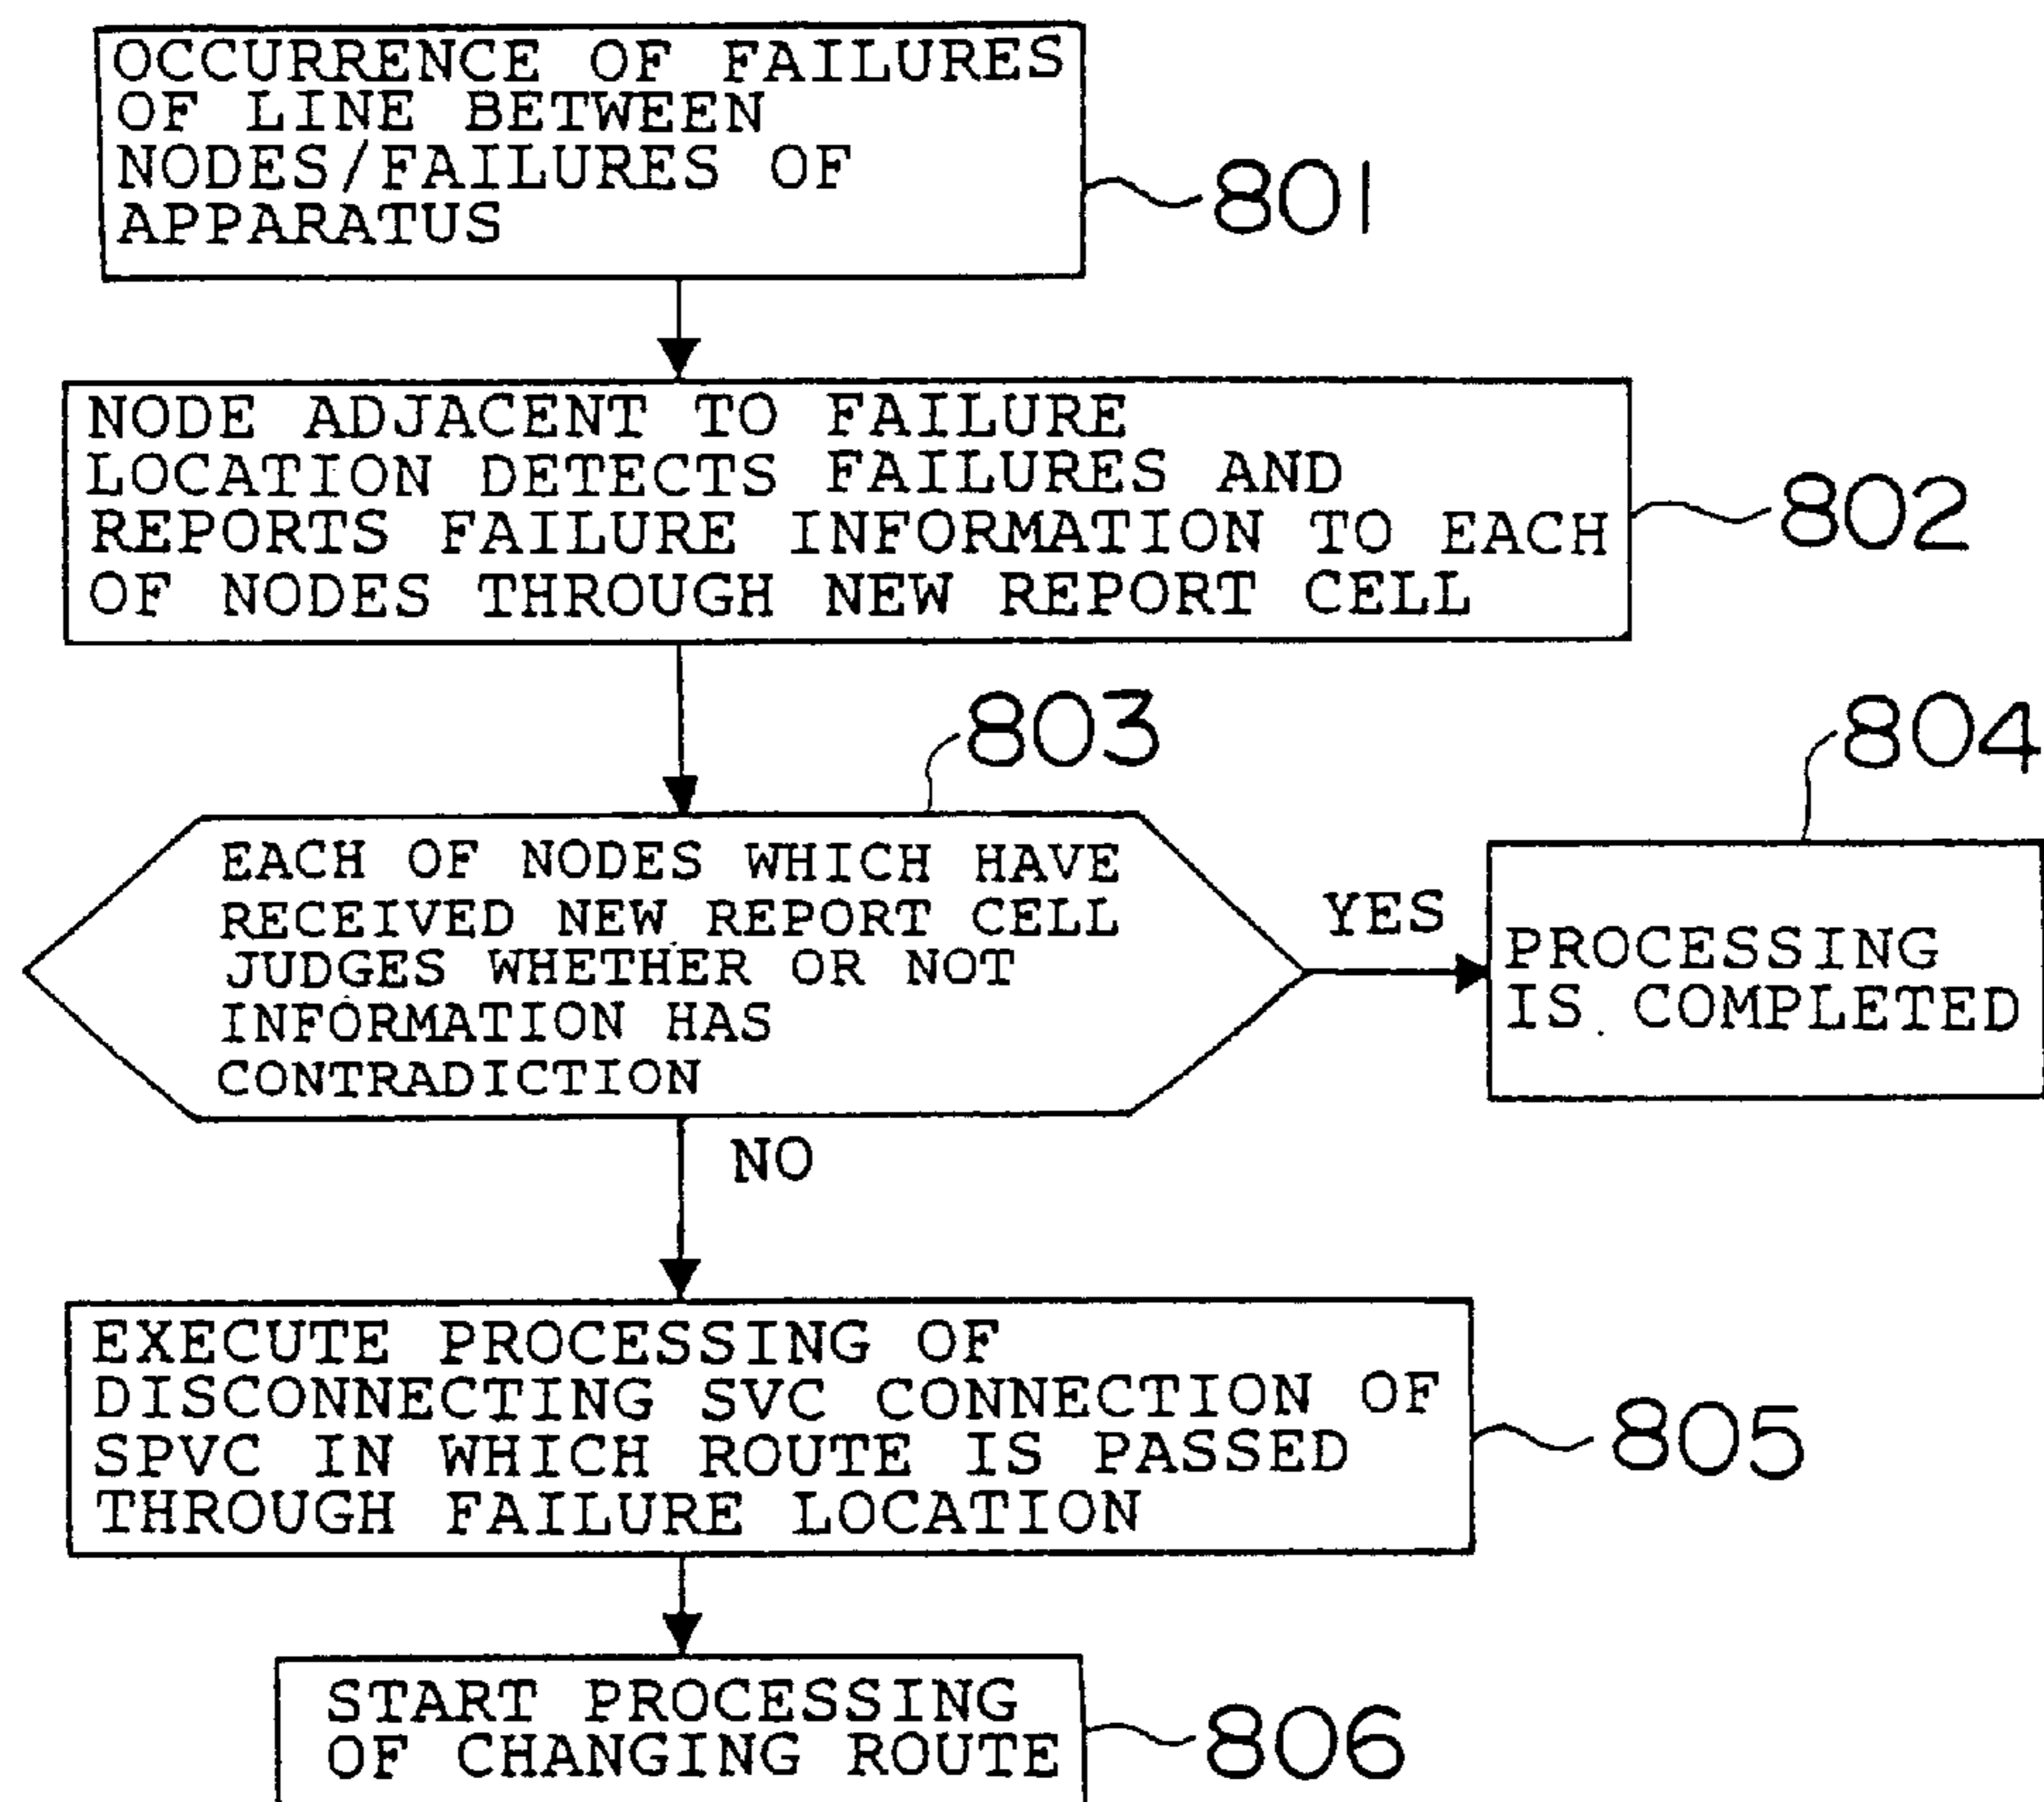 OCCURRENCE OF FAILURES
OF LINE BETWEEN
NODES/FAILURES OF
APPARATUS
801
NODE ADJACENT TO FAILURE
LOCATION DETECTS FAILURES AND
REPORTS FAILURE INFORMATION TO EACH
OF NODES THROUGH NEW REPORT CELL
802
803
EACH OF NODES WHICH HAVE
RECEIVED NEW REPORT CELL
JUDGES WHETHER OR NOT
INFORMATION HAS
CONTRADICTION
YES
804
PROCESSING
IS COMPLETED
NO
EXECUTE PROCESSING OF
DISCONNECTING SVC CONNECTION OF
SPVC IN WHICH ROUTE IS PASSED
THROUGH FAILURE LOCATION
805
START PROCESSING
OF CHANGING ROUTE
806